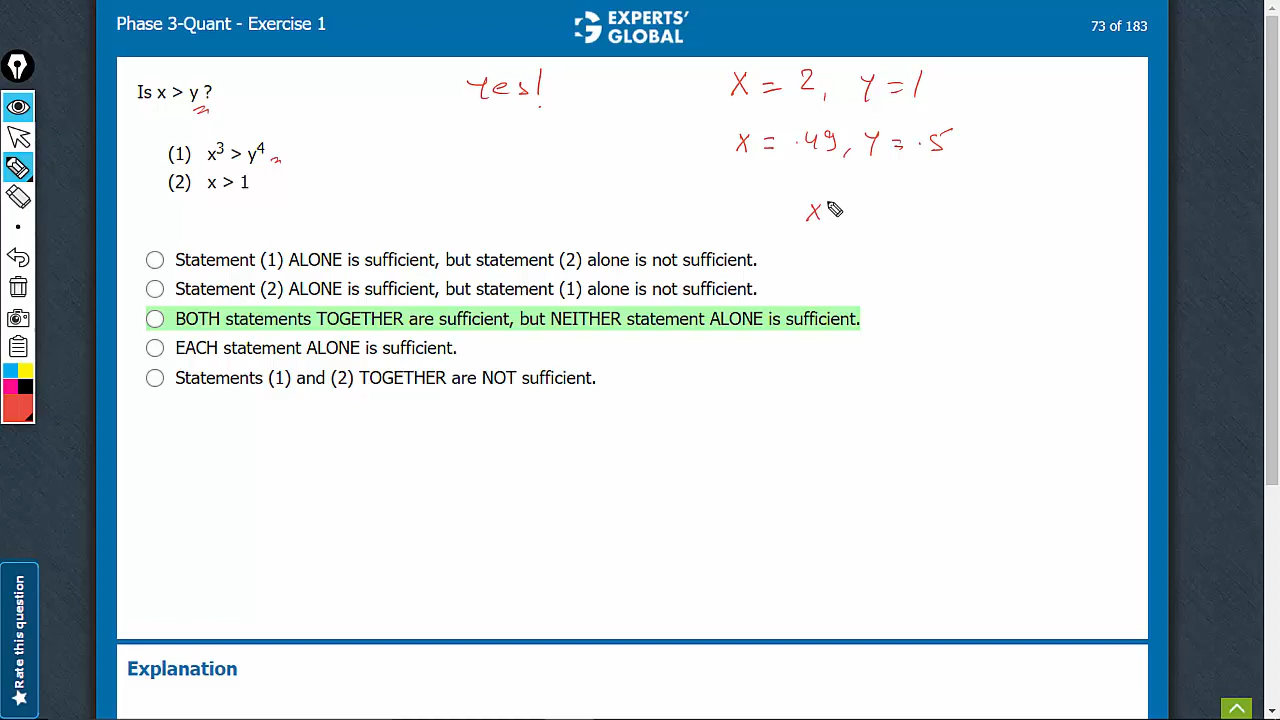 Phase 3-Quant - Exercise 1
EXPERTS'
GLOBAL
73 of 183
Is x > y ?
Yes!
X = 2, Y = 1
X = .49, Y = .5
(1) x³ > y⁴
(2) x > 1
X
Statement (1) ALONE is sufficient, but statement (2) alone is not sufficient.
Statement (2) ALONE is sufficient, but statement (1) alone is not sufficient.
BOTH statements TOGETHER are sufficient, but NEITHER statement ALONE is sufficient.
EACH statement ALONE is sufficient.
Statements (1) and (2) TOGETHER are NOT sufficient.
Rate this question
Explanation